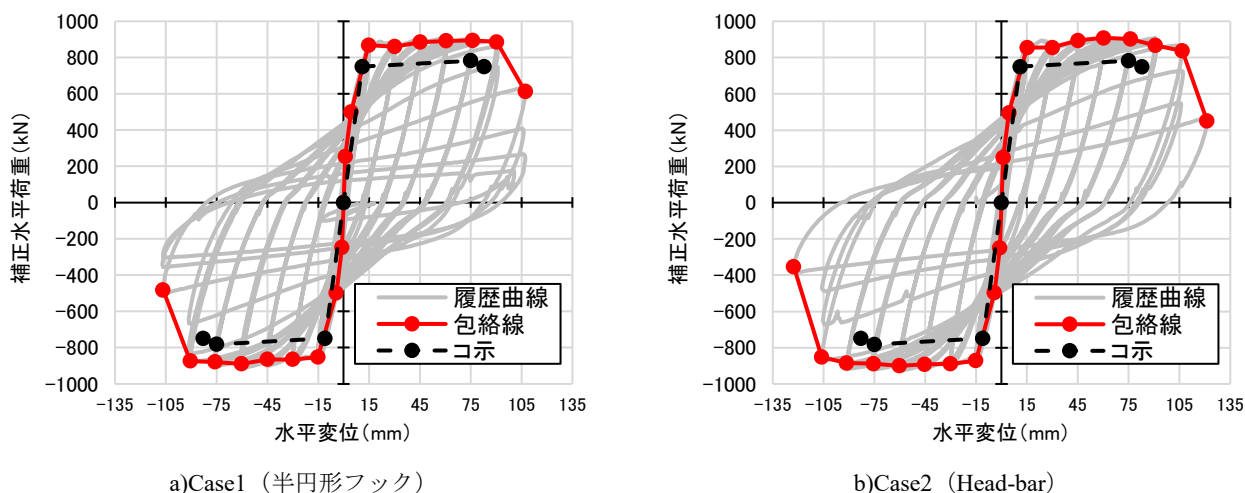 1000
800
600
400
200
0
-200
-400
-600
-800
-1000
補正水平荷重(kN)
履歴曲線
包絡線
コ示
-135 -105 -75 -45 -15 15 45 75 105 135
水平変位(mm)
a)Case1（半円形フック）
1000
800
600
400
200
0
-200
-400
-600
-800
-1000
補正水平荷重(kN)
履歴曲線
包絡線
コ示
-135 -105 -75 -45 -15 15 45 75 105 135
水平変位(mm)
b)Case2（Head-bar）